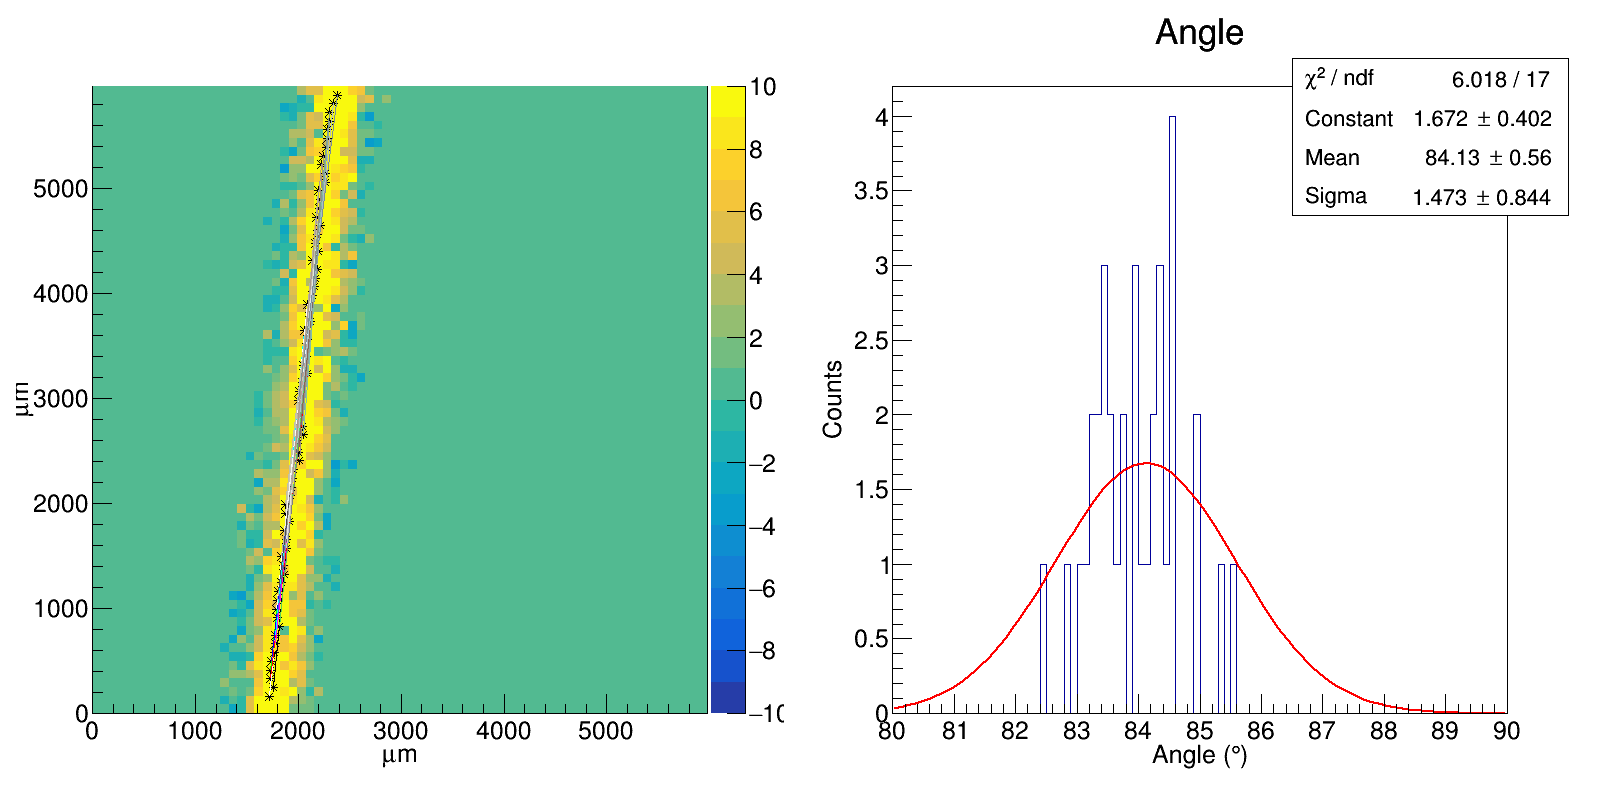 Angle
χ² / ndf 6.018 / 17
Constant 1.672 ± 0.402
Mean 84.13 ± 0.56
Sigma 1.473 ± 0.844
10
8
6
4
2
0
−2
−4
−6
−8
−10
5000
4000
3000
2000
1000
0
μm
0 1000 2000 3000 4000 5000
μm
4
3.5
3
2.5
2
1.5
1
0.5
0
Counts
80 81 82 83 84 85 86 87 88 89 90
Angle (°)